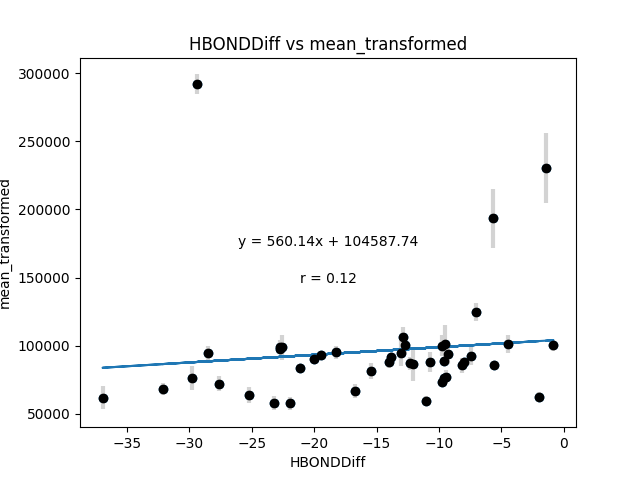 HBONDDiff vs mean_transformed
300000
250000
200000
150000
100000
50000
mean_transformed
y = 560.14x + 104587.74
r = 0.12
−35 −30 −25 −20 −15 −10 −5 0
HBONDDiff